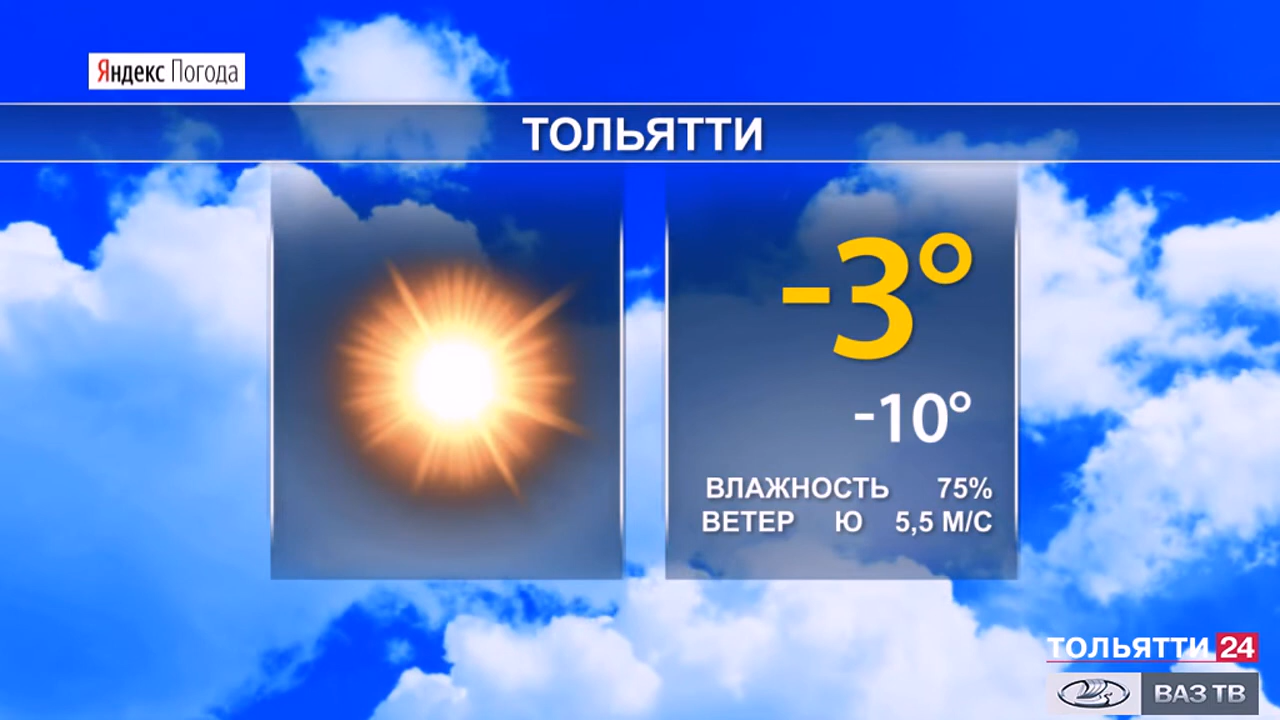 Яндекс Погода
ТОЛЬЯТТИ
-3°
-10°
ВЛАЖНОСТЬ 75%
ВЕТЕР Ю 5,5 М/С
ТОЛЬЯТТИ 24
ВАЗ ТВ